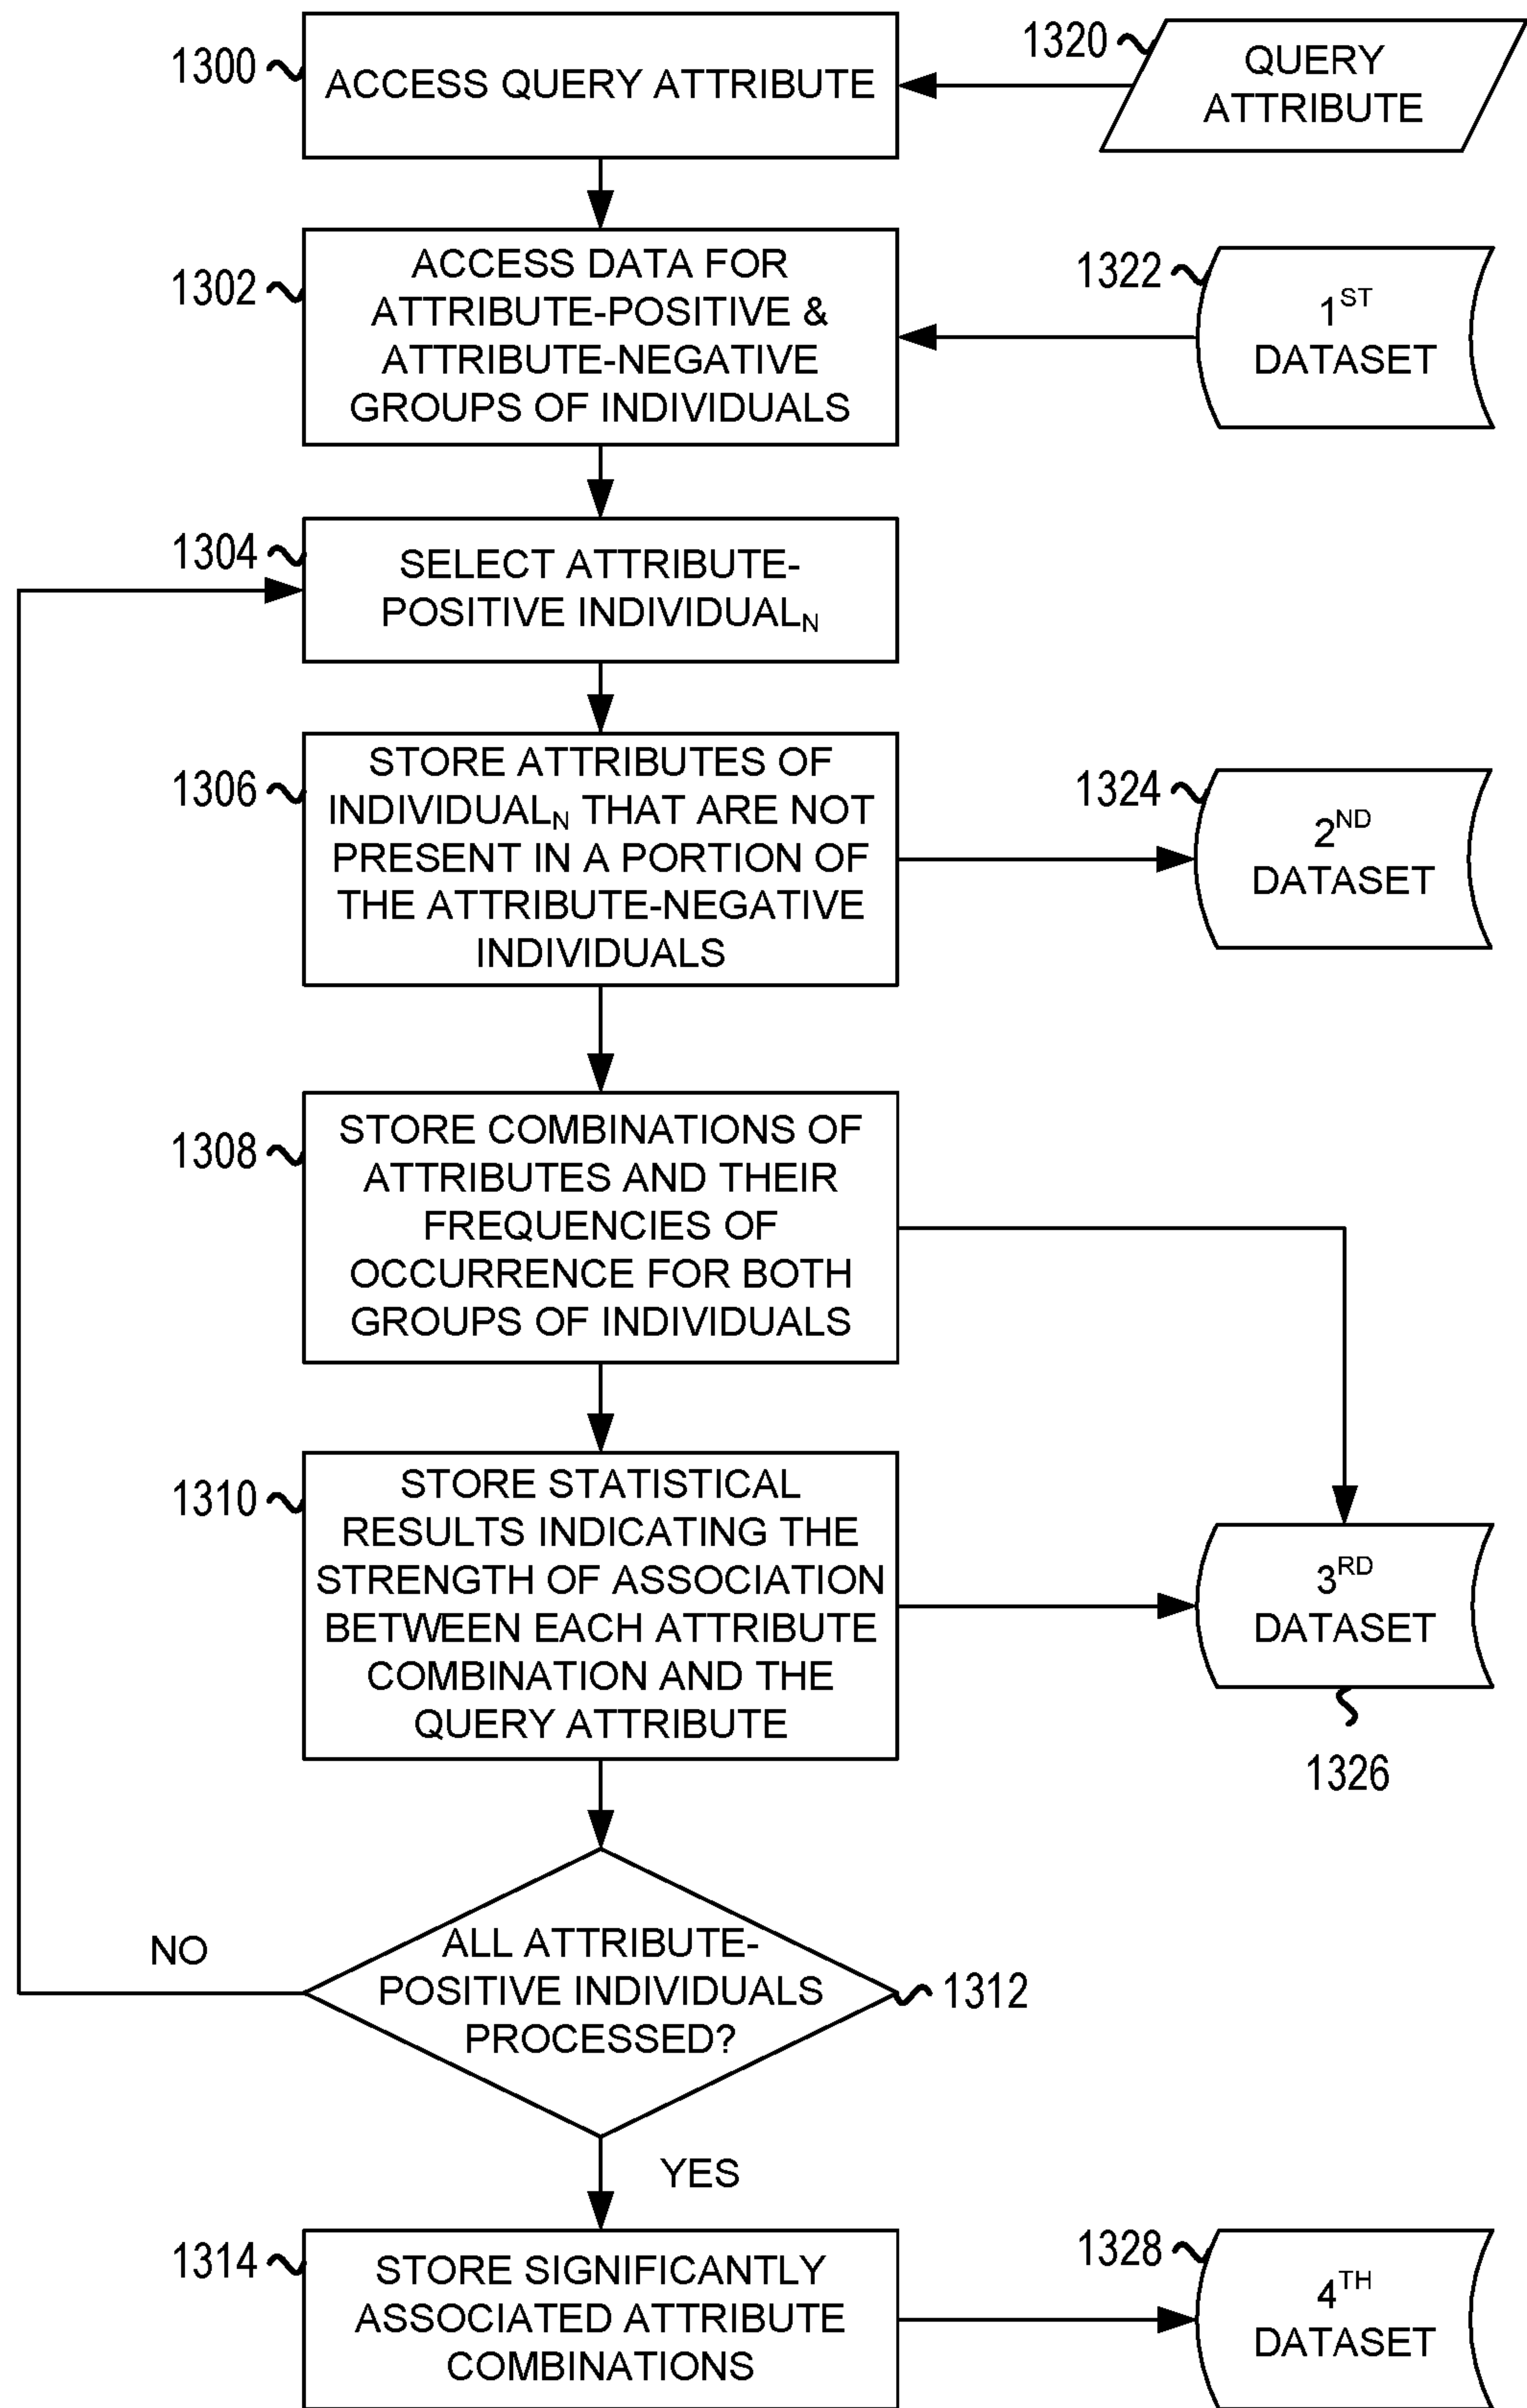 1300
ACCESS QUERY ATTRIBUTE
1320
QUERY
ATTRIBUTE
1302
ACCESS DATA FOR
ATTRIBUTE-POSITIVE &
ATTRIBUTE-NEGATIVE
GROUPS OF INDIVIDUALS
1322
1ST
DATASET
1304
SELECT ATTRIBUTE-
POSITIVE INDIVIDUALN
1306
STORE ATTRIBUTES OF
INDIVIDUALN THAT ARE NOT
PRESENT IN A PORTION OF
THE ATTRIBUTE-NEGATIVE
INDIVIDUALS
1324
2ND
DATASET
1308
STORE COMBINATIONS OF
ATTRIBUTES AND THEIR
FREQUENCIES OF
OCCURRENCE FOR BOTH
GROUPS OF INDIVIDUALS
1310
STORE STATISTICAL
RESULTS INDICATING THE
STRENGTH OF ASSOCIATION
BETWEEN EACH ATTRIBUTE
COMBINATION AND THE
QUERY ATTRIBUTE
3RD
DATASET
1326
NO
ALL ATTRIBUTE-
POSITIVE INDIVIDUALS
PROCESSED?
1312
YES
1314
STORE SIGNIFICANTLY
ASSOCIATED ATTRIBUTE
COMBINATIONS
1328
4TH
DATASET